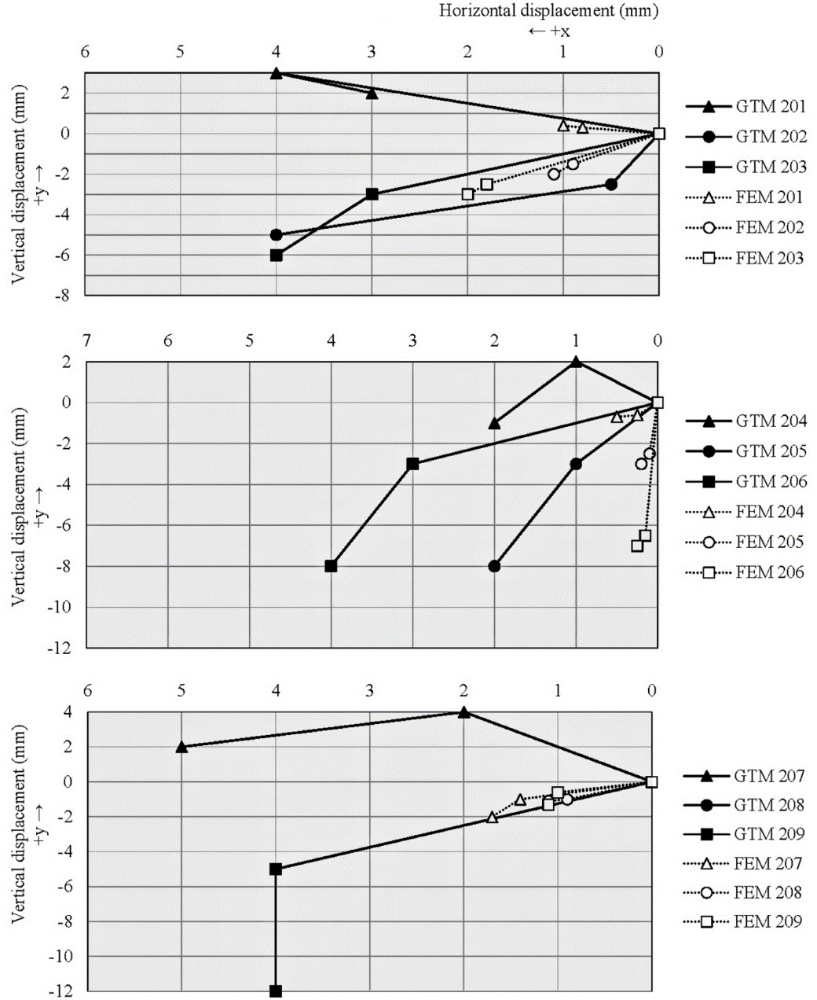 Horizontal displacement (mm)
← +x
6 5 4 3 2 1 0
Vertical displacement (mm)
+y →
2
0
-2
-4
-6
-8
GTM 201
GTM 202
GTM 203
FEM 201
FEM 202
FEM 203
7 6 5 4 3 2 1 0
Vertical displacement (mm)
+y →
2
0
-2
-4
-6
-8
-10
-12
GTM 204
GTM 205
GTM 206
FEM 204
FEM 205
FEM 206
6 5 4 3 2 1 0
Vertical displacement (mm)
+y →
4
2
0
-2
-4
-6
-8
-10
-12
GTM 207
GTM 208
GTM 209
FEM 207
FEM 208
FEM 209